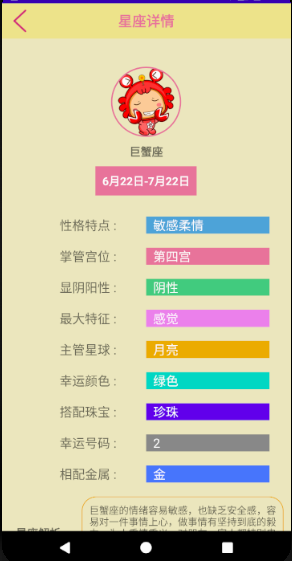 星座详情
巨蟹座
6月22日-7月22日
性格特点： 敏感柔情
掌管宫位： 第四宫
显阴阳性： 阴性
最大特征： 感觉
主管星球： 月亮
幸运颜色： 绿色
搭配珠宝： 珍珠
幸运号码： 2
相配金属： 金
巨蟹座的情绪容易敏感，也缺乏安全感，容
易对一件事情上心，做事情有坚持到底的毅